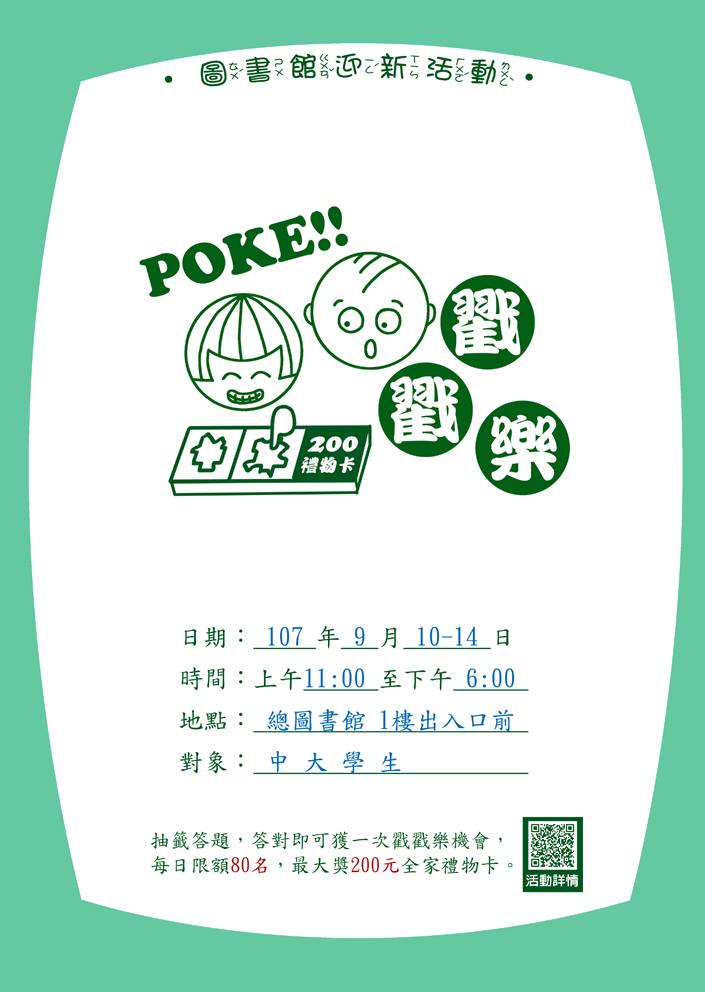 • 圖書館迎新活動 •
POKE!!
戳戳樂
200
禮物卡
日期： 107 年 9 月 10-14 日
時間：上午11:00 至下午 6:00
地點： 總圖書館 1樓出入口前
對象： 中大學生
抽籤答題，答對即可獲一次戳戳樂機會，
每日限額80名，最大獎200元全家禮物卡。
活動詳情